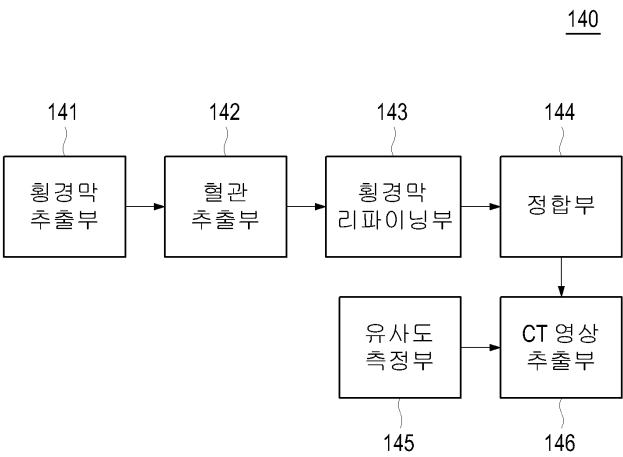 140
141
142
143
144
횡경막
추출부
혈관
추출부
횡경막
리파이닝부
정합부
유사도
측정부
CT 영상
추출부
145
146